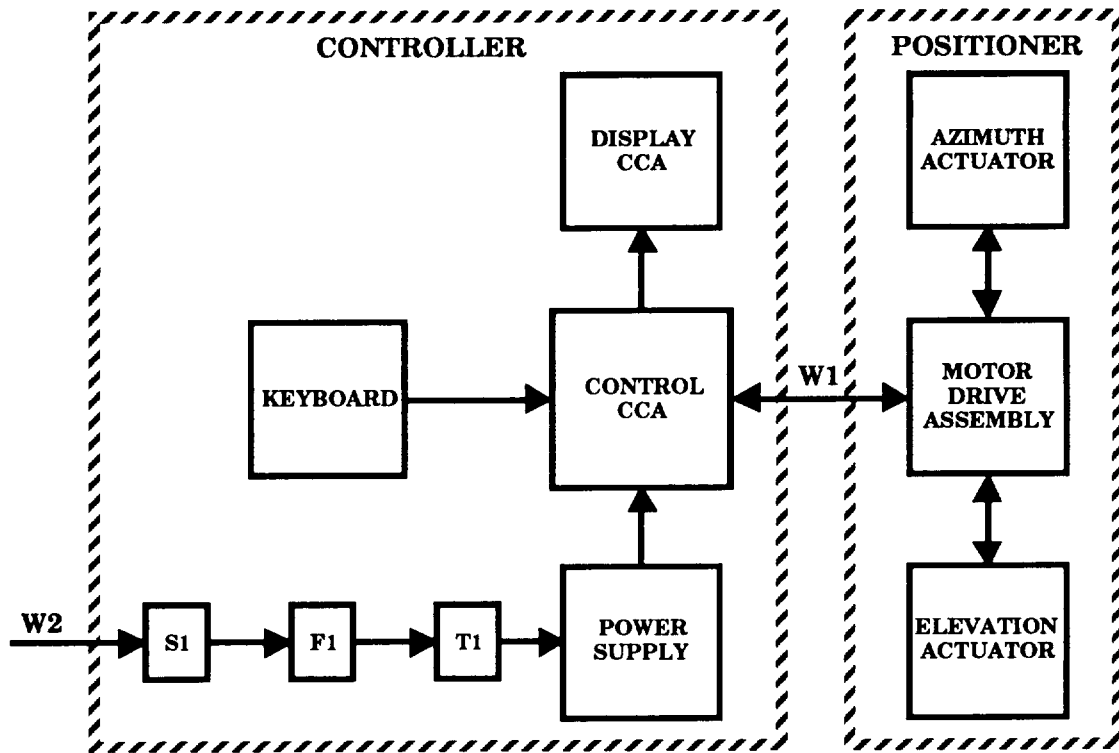 CONTROLLER
POSITIONER
DISPLAY
CCA
AZIMUTH
ACTUATOR
KEYBOARD
CONTROL
CCA
W1
MOTOR
DRIVE
ASSEMBLY
W2
S1
F1
T1
POWER
SUPPLY
ELEVATION
ACTUATOR